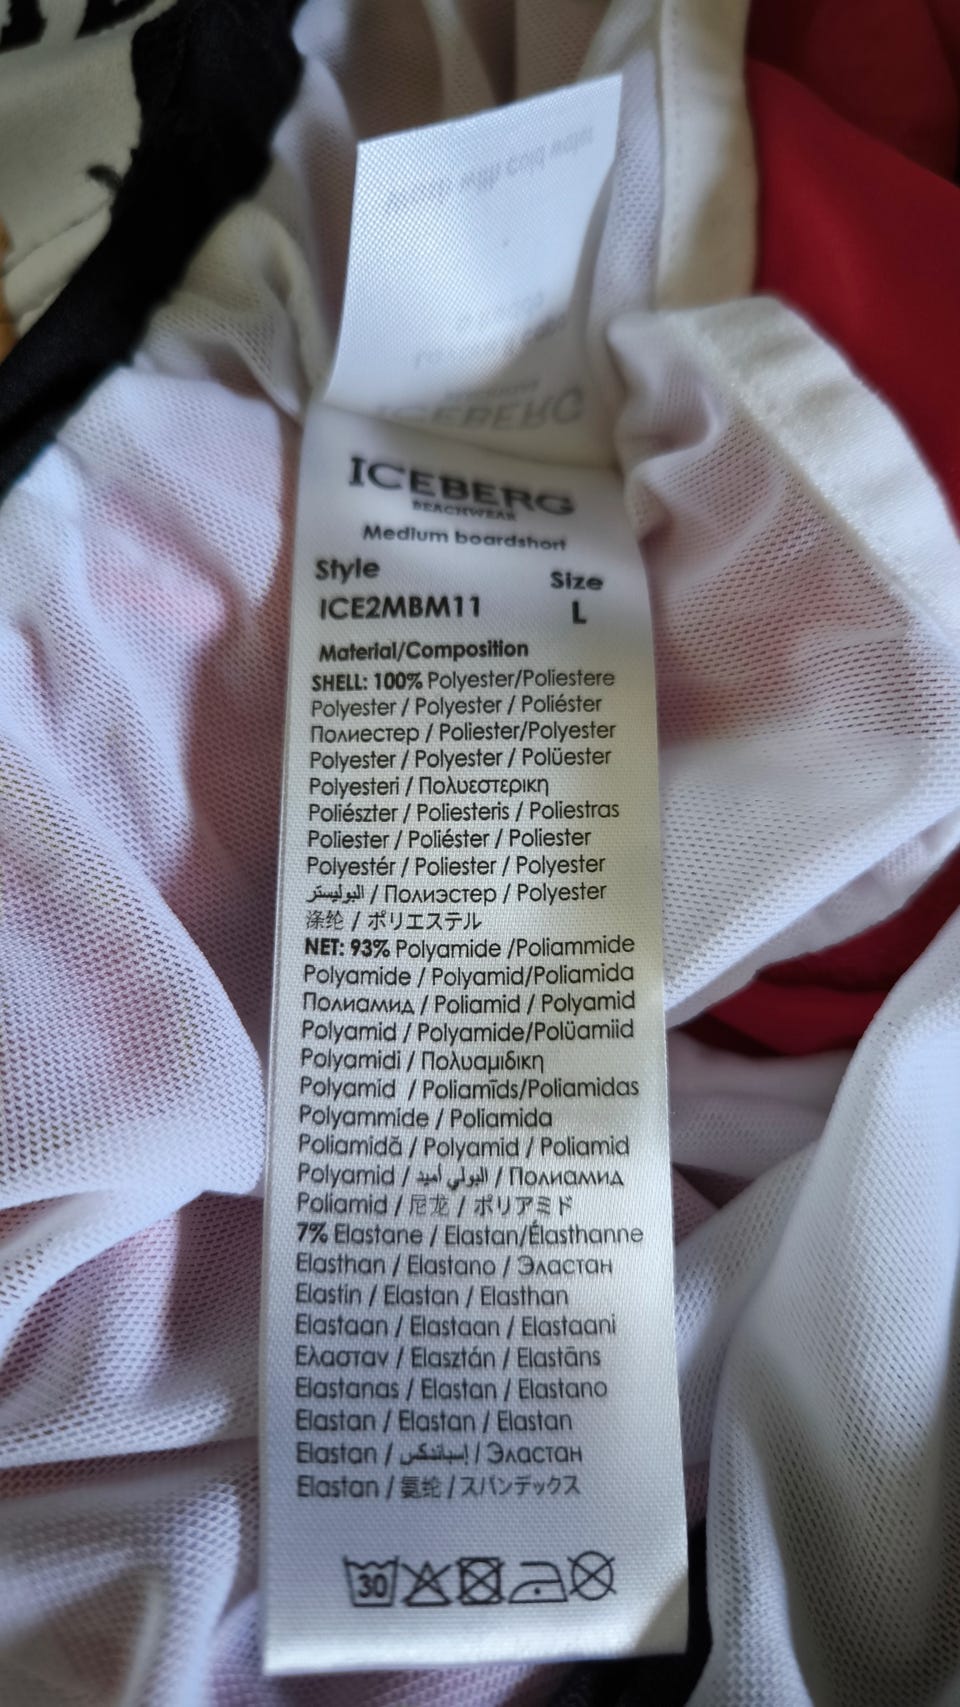 ICEBERG
BEACHWEAR
Medium boardshort
Style
Size
ICE2MBM11
L
Material/Composition
SHELL: 100% Polyester/Poliestere
Polyester / Polyester / Poliéster
Полиестер / Poliester/Polyester
Polyester / Polyester / Polüester
Polyesteri / Πολυεστερικη
Poliészter / Poliesteris / Poliestras
Poliester / Poliéster / Poliester
Polyestér / Poliester / Polyester
البوليستر / Полиэстер / Polyester
涤纶 / ポリエステル
NET: 93% Polyamide /Poliammide
Polyamide / Polyamid/Poliamida
Полиамид / Poliamid / Polyamid
Polyamid / Polyamide/Polüamiid
Polyamidi / Πολυαμιδικη
Polyamid / Poliamīds/Poliamidas
Polyammide / Poliamida
Poliamidă / Polyamid / Poliamid
Polyamid / البولي أميد / Полиамид
Poliamid / 尼龙 / ポリアミド
7% Elastane / Elastan/Élasthanne
Elasthan / Elastano / Эластан
Elastin / Elastan / Elasthan
Elastaan / Elastaan / Elastaani
Ελασταν / Elasztán / Elastāns
Elastanas / Elastan / Elastano
Elastan / Elastan / Elastan
Elastan / إسباندكس / Эластан
Elastan / 氨纶 / スパンデックス
30